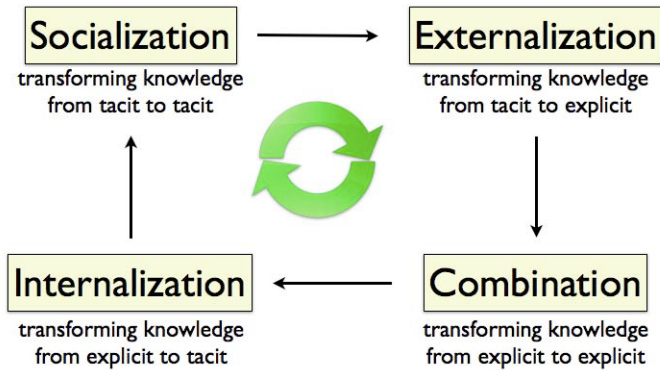 Socialization
transforming knowledge
from tacit to tacit
Externalization
transforming knowledge
from tacit to explicit
Internalization
transforming knowledge
from explicit to tacit
Combination
transforming knowledge
from explicit to explicit